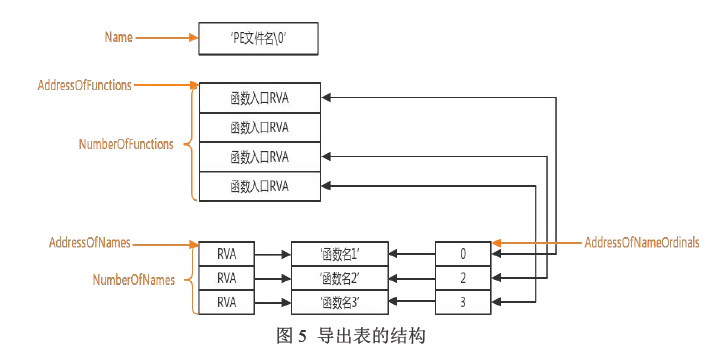 Name
'PE文件名\0'
AddressOfFunctions
函数入口RVA
函数入口RVA
NumberOfFunctions
函数入口RVA
函数入口RVA
AddressOfNames
AddressOfNameOrdinals
RVA
'函数名1'
0
NumberOfNames
RVA
'函数名2'
2
RVA
'函数名3'
3
图 5 导出表的结构